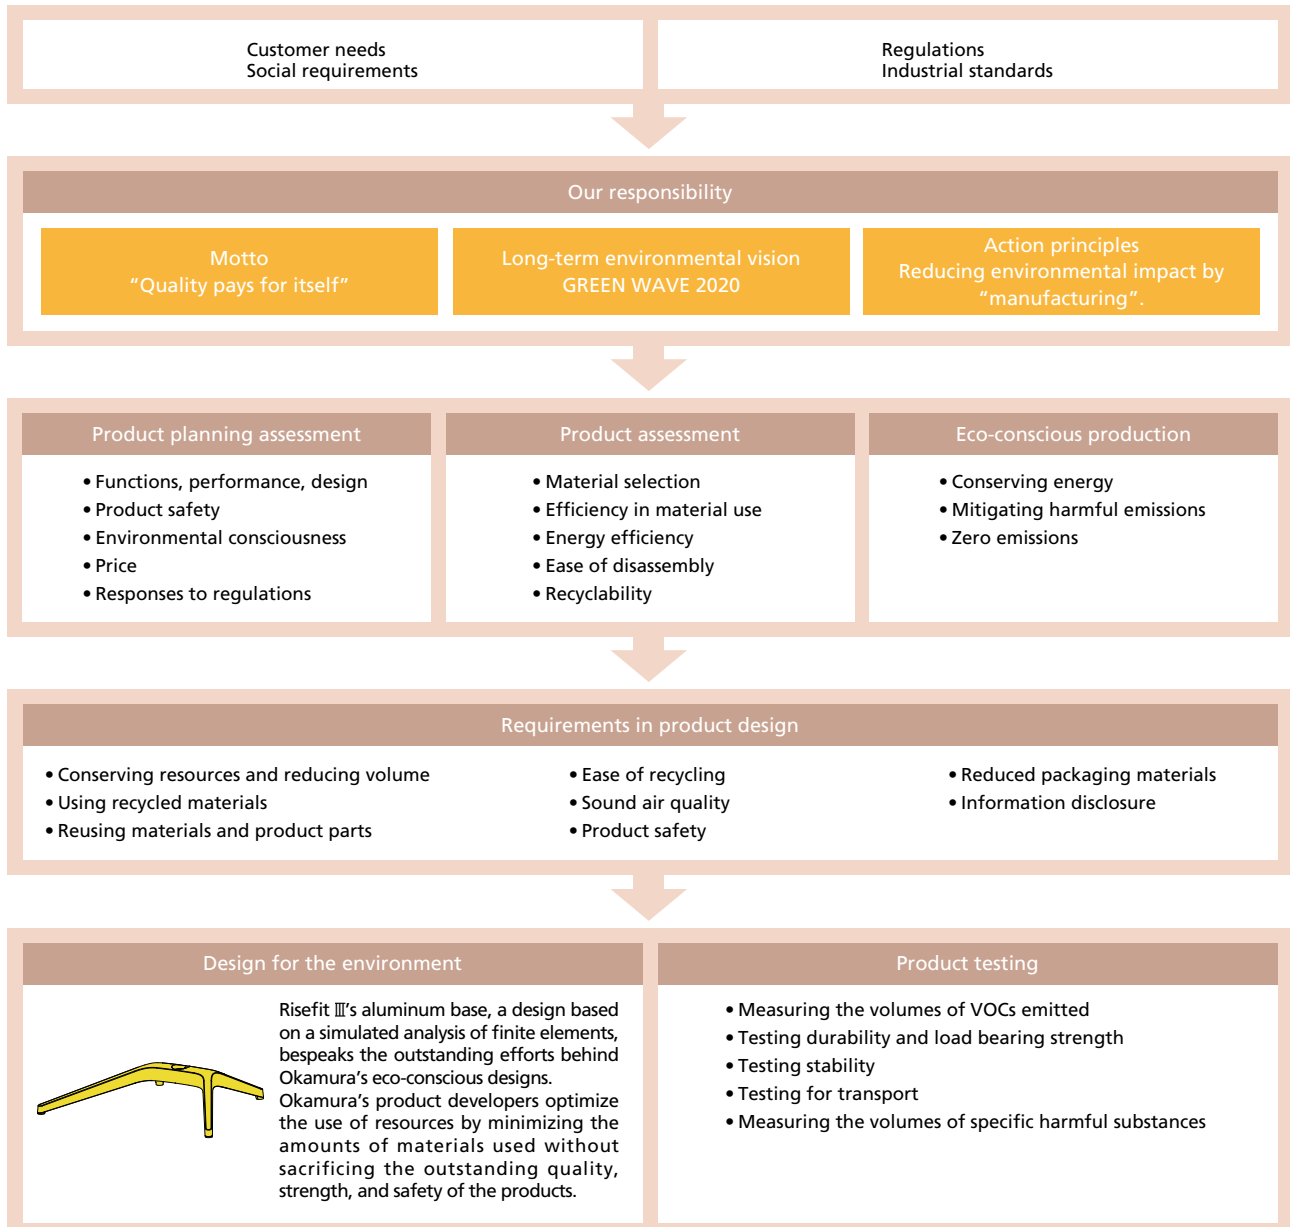 Customer needs
Social requirements
Regulations
Industrial standards
Our responsibility
Motto
“Quality pays for itself”
Long-term environmental vision
GREEN WAVE 2020
Action principles
Reducing environmental impact by
“manufacturing”.
Product planning assessment
• Functions, performance, design
• Product safety
• Environmental consciousness
• Price
• Responses to regulations
Product assessment
• Material selection
• Efficiency in material use
• Energy efficiency
• Ease of disassembly
• Recyclability
Eco-conscious production
• Conserving energy
• Mitigating harmful emissions
• Zero emissions
Requirements in product design
• Conserving resources and reducing volume
• Using recycled materials
• Reusing materials and product parts
• Ease of recycling
• Sound air quality
• Product safety
• Reduced packaging materials
• Information disclosure
Design for the environment
Risefit Ⅲ’s aluminum base, a design based
on a simulated analysis of finite elements,
bespeaks the outstanding efforts behind
Okamura’s eco-conscious designs.
Okamura’s product developers optimize
the use of resources by minimizing the
amounts of materials used without
sacrificing the outstanding quality,
strength, and safety of the products.
Product testing
• Measuring the volumes of VOCs emitted
• Testing durability and load bearing strength
• Testing stability
• Testing for transport
• Measuring the volumes of specific harmful substances